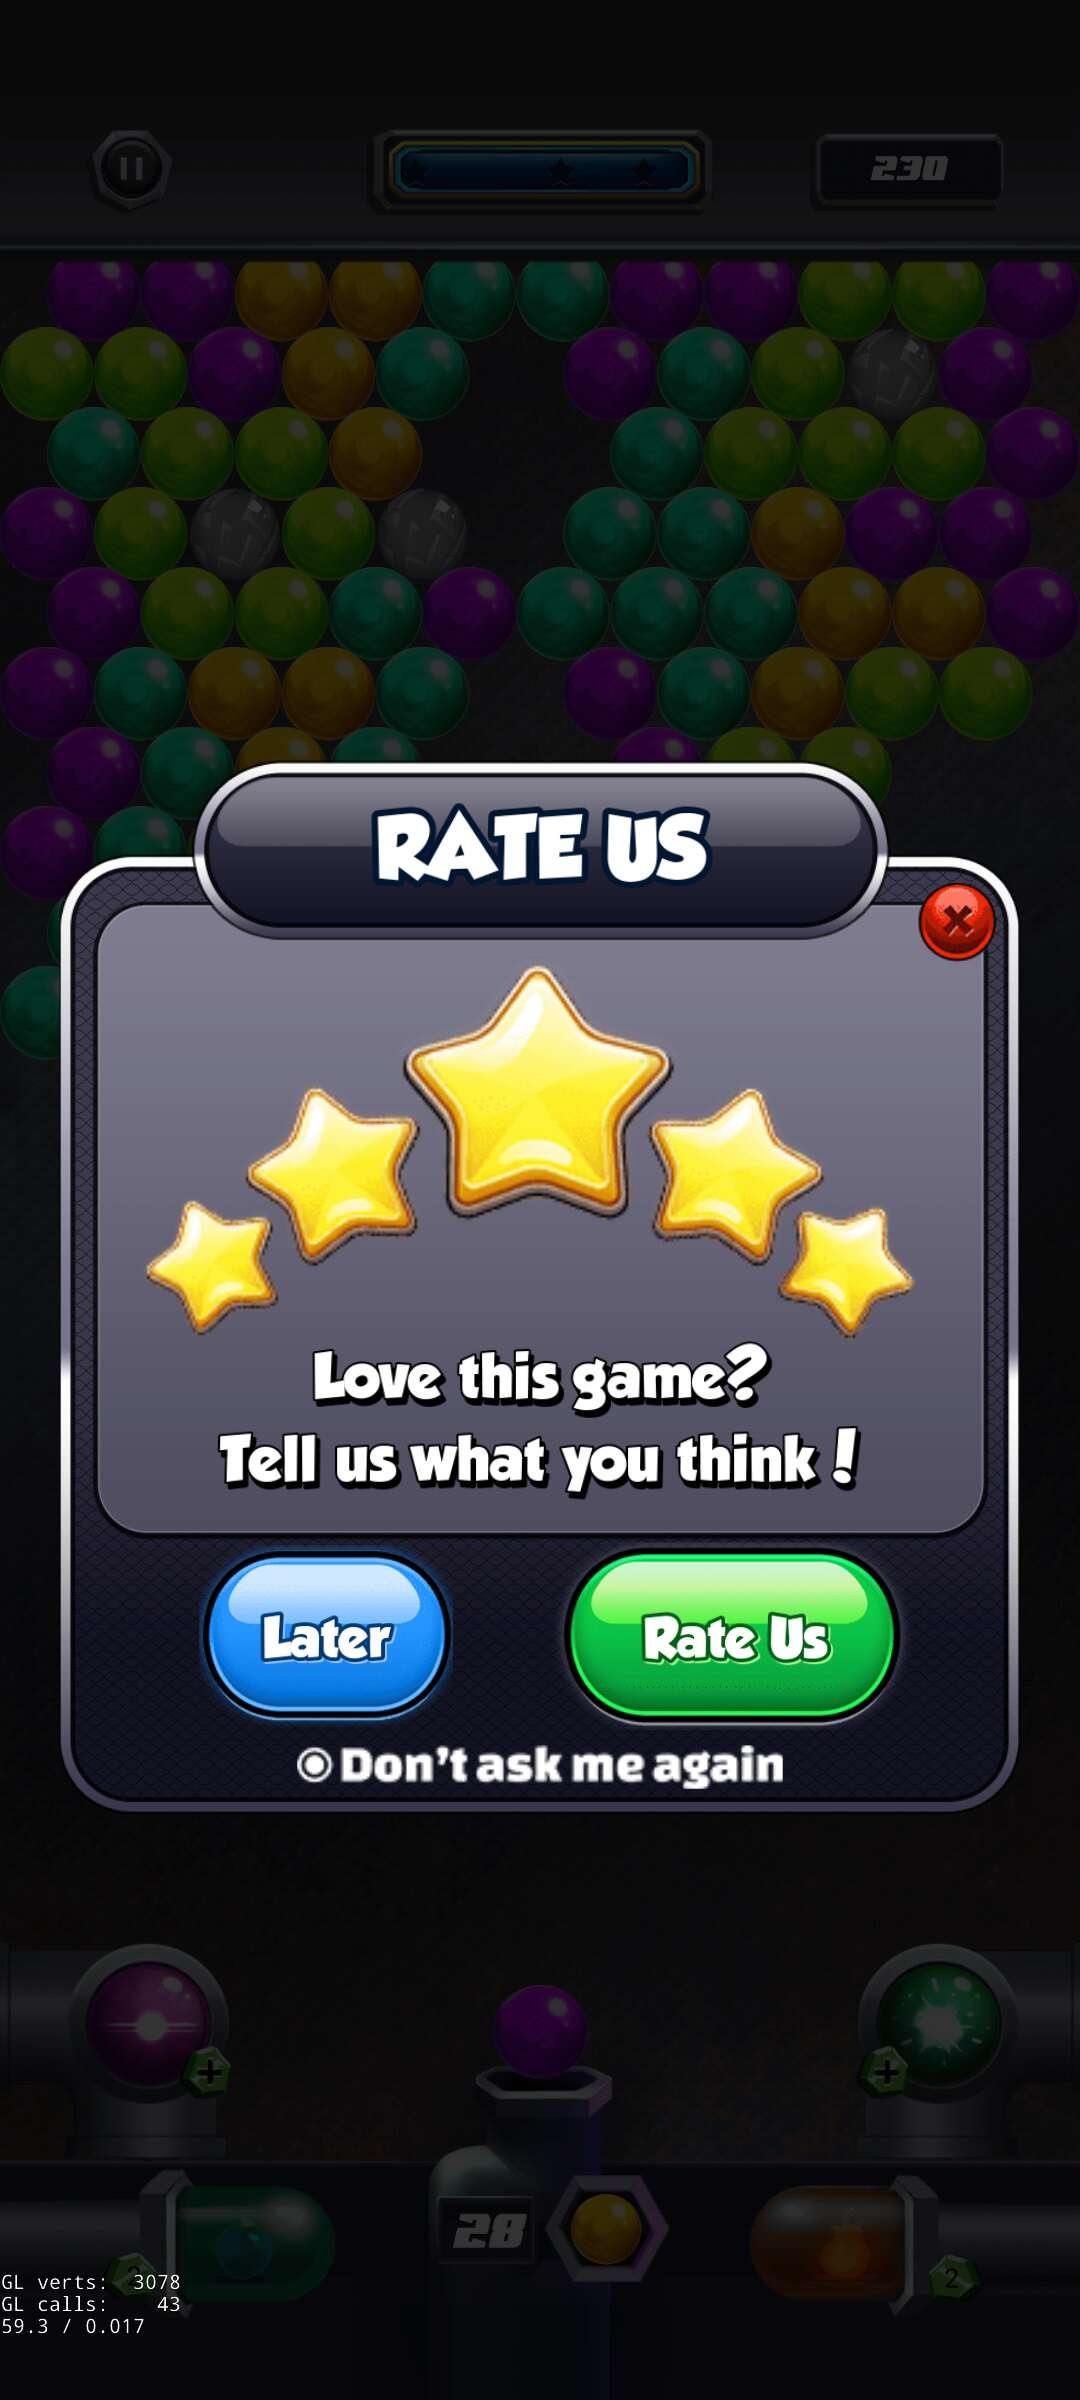 230
RATE US
Love this game?
Tell us what you think!
Later
Rate Us
Don't ask me again
28
2
2
GL verts: 3078
GL calls: 43
59.3 / 0.017